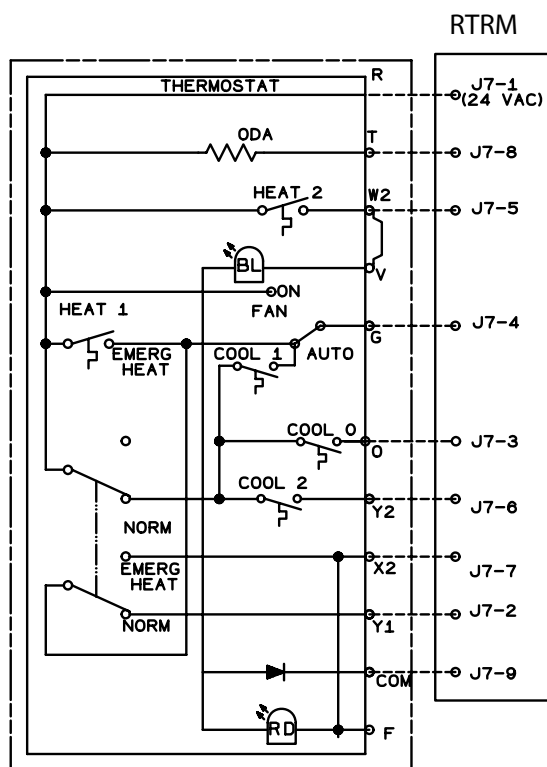 RTRM
R
THERMOSTAT
J7-1
(24 VAC)
ODA
T
J7-8
HEAT 2
W2
J7-5
BL
V
ON
FAN
HEAT 1
G
J7-4
EMERG
HEAT
COOL 1
AUTO
COOL O
O
J7-3
COOL 2
Y2
J7-6
NORM
EMERG
HEAT
X2
J7-7
NORM
Y1
J7-2
COM
J7-9
RD
F